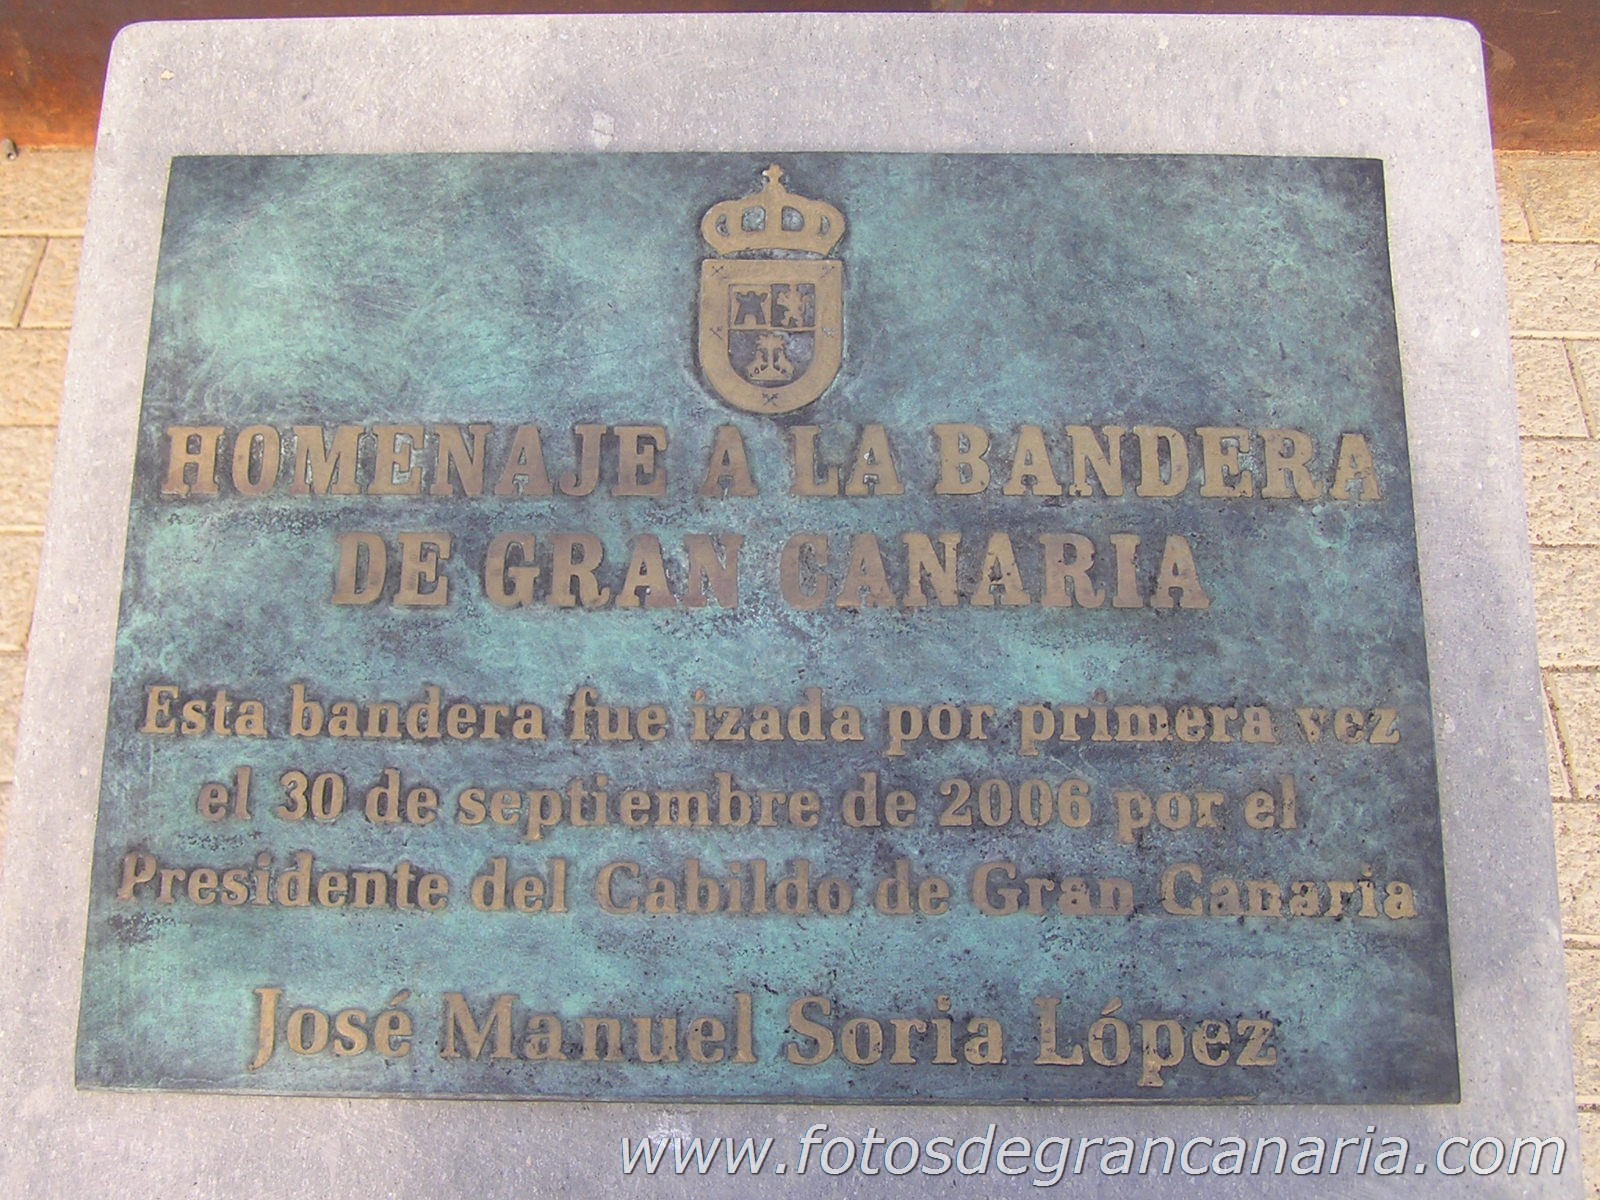 HOMENAJE A LA BANDERA
DE GRAN CANARIA
Esta bandera fue izada por primera vez
el 30 de septiembre de 2006 por el
Presidente del Cabildo de Gran Canaria
José Manuel Soria López
www.fotosdegrancanaria.com